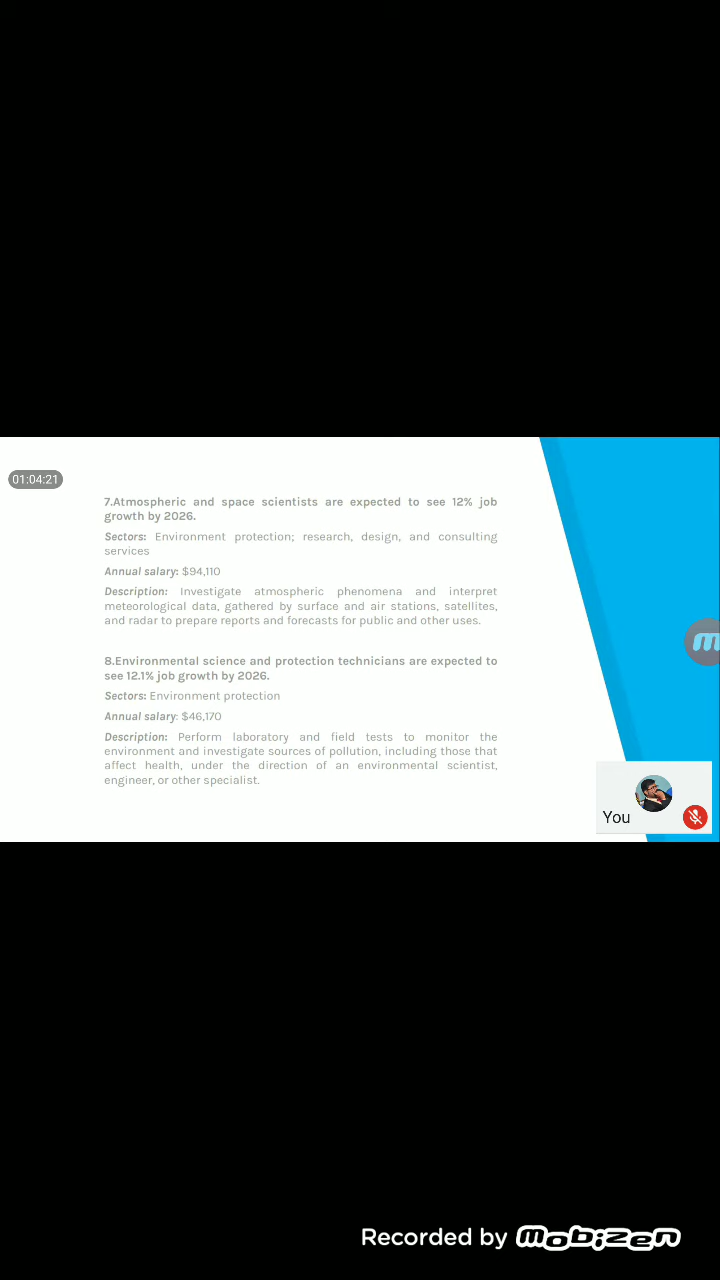 01:04:21
7.Atmospheric and space scientists are expected to see 12% job
growth by 2026.
Sectors: Environment protection; research, design, and consulting
services
Annual salary: $94,110
Description: Investigate atmospheric phenomena and interpret
meteorological data, gathered by surface and air stations, satellites,
and radar to prepare reports and forecasts for public and other uses.
8.Environmental science and protection technicians are expected to
see 12.1% job growth by 2026.
Sectors: Environment protection
Annual salary: $46,170
Description: Perform laboratory and field tests to monitor the
environment and investigate sources of pollution, including those that
affect health, under the direction of an environmental scientist,
engineer, or other specialist.
m
You
Recorded by mobizen